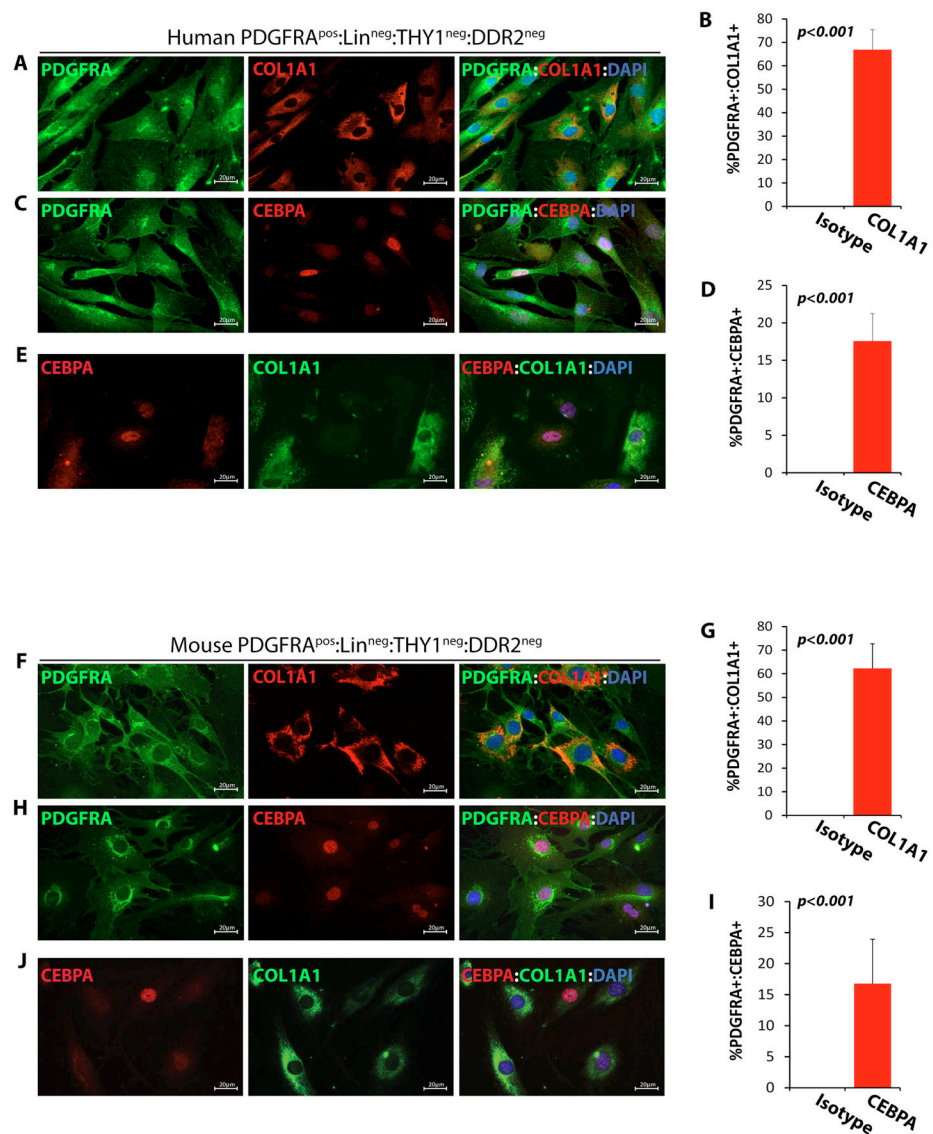 Human PDGFRApos:Linneg:THY1neg:DDR2neg
A
PDGFRA
COL1A1
PDGFRA:COL1A1:DAPI
20μm
20μm
20μm
B
p<0.001
%PDGFRA+:COL1A1+
80
70
60
50
40
30
20
10
0
Isotype
COL1A1
C
PDGFRA
CEBPA
PDGFRA:CEBPA:DAPI
20μm
20μm
20μm
D
p<0.001
%PDGFRA+:CEBPA+
25
20
15
10
5
0
Isotype
CEBPA
E
CEBPA
COL1A1
CEBPA:COL1A1:DAPI
20μm
20μm
20μm
Mouse PDGFRApos:Linneg:THY1neg:DDR2neg
F
PDGFRA
COL1A1
PDGFRA:COL1A1:DAPI
20μm
20μm
20μm
G
p<0.001
%PDGFRA+:COL1A1+
80
70
60
50
40
30
20
10
0
Isotype
COL1A1
H
PDGFRA
CEBPA
PDGFRA:CEBPA:DAPI
20μm
20μm
20μm
I
p<0.001
%PDGFRA+:CEBPA+
30
25
20
15
10
5
0
Isotype
CEBPA
J
CEBPA
COL1A1
CEBPA:COL1A1:DAPI
20μm
20μm
20μm